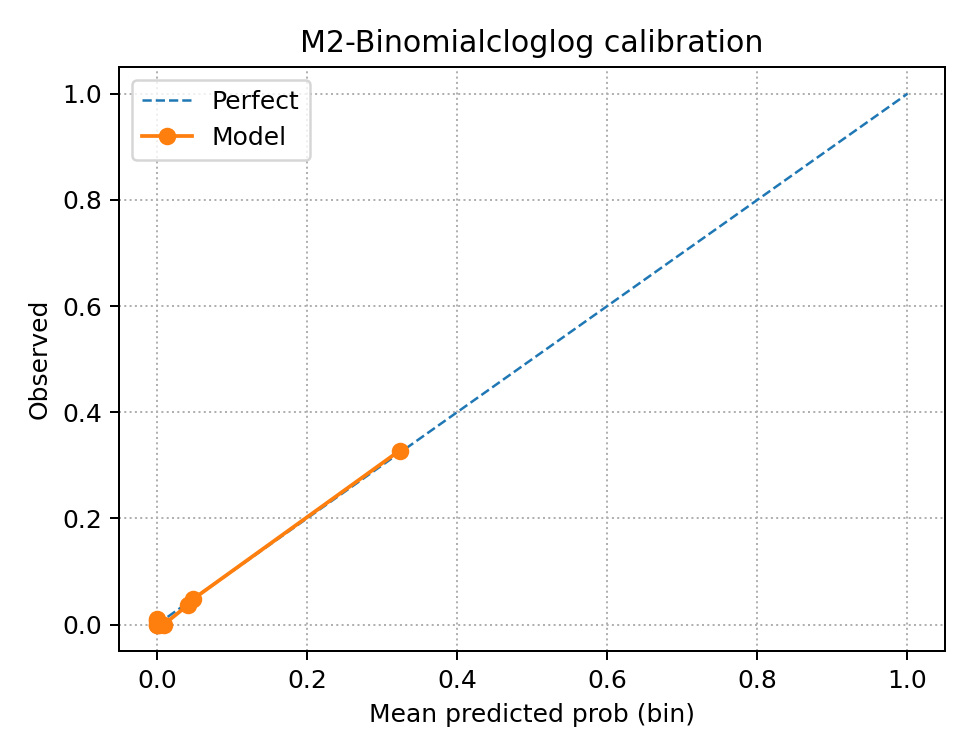 M2-Binomialcloglog calibration
Perfect
Model
Observed
1.0
0.8
0.6
0.4
0.2
0.0
0.0 0.2 0.4 0.6 0.8 1.0
Mean predicted prob (bin)